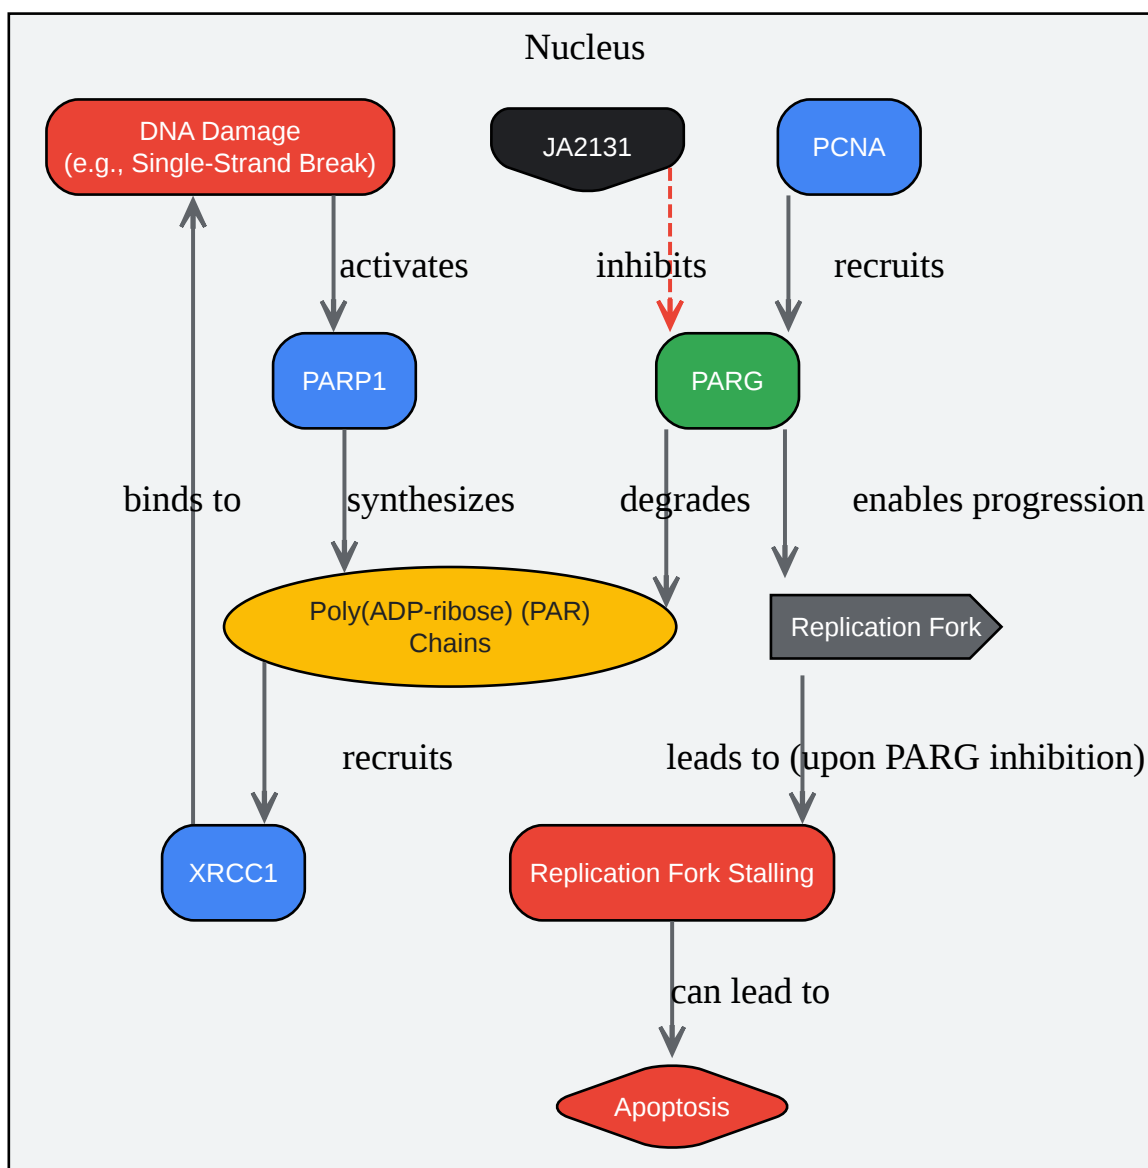 Nucleus
DNA Damage
(e.g., Single-Strand Break)
JA2131
PCNA
activates
inhibits
recruits
PARP1
PARG
binds to
synthesizes
degrades
enables progression
Poly(ADP-ribose) (PAR)
Chains
Replication Fork
recruits
leads to (upon PARG inhibition)
XRCC1
Replication Fork Stalling
can lead to
Apoptosis